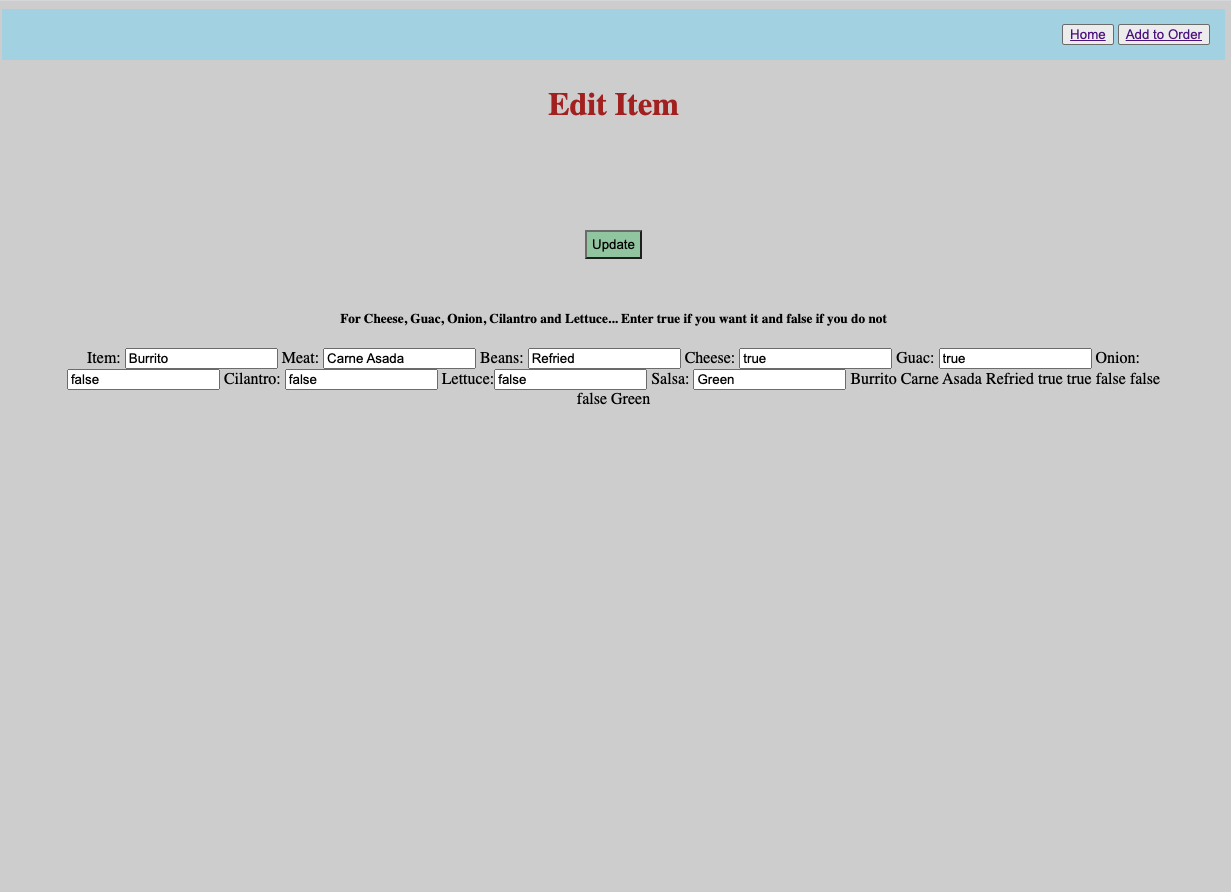 Home Add to Order
Edit Item
Update
For Cheese, Guac, Onion, Cilantro and Lettuce... Enter true if you want it and false if you do not
Item: Burrito Meat: Carne Asada Beans: Refried Cheese: true Guac: true Onion:
false Cilantro: false Lettuce: false Salsa: Green Burrito Carne Asada Refried true true false false
false Green